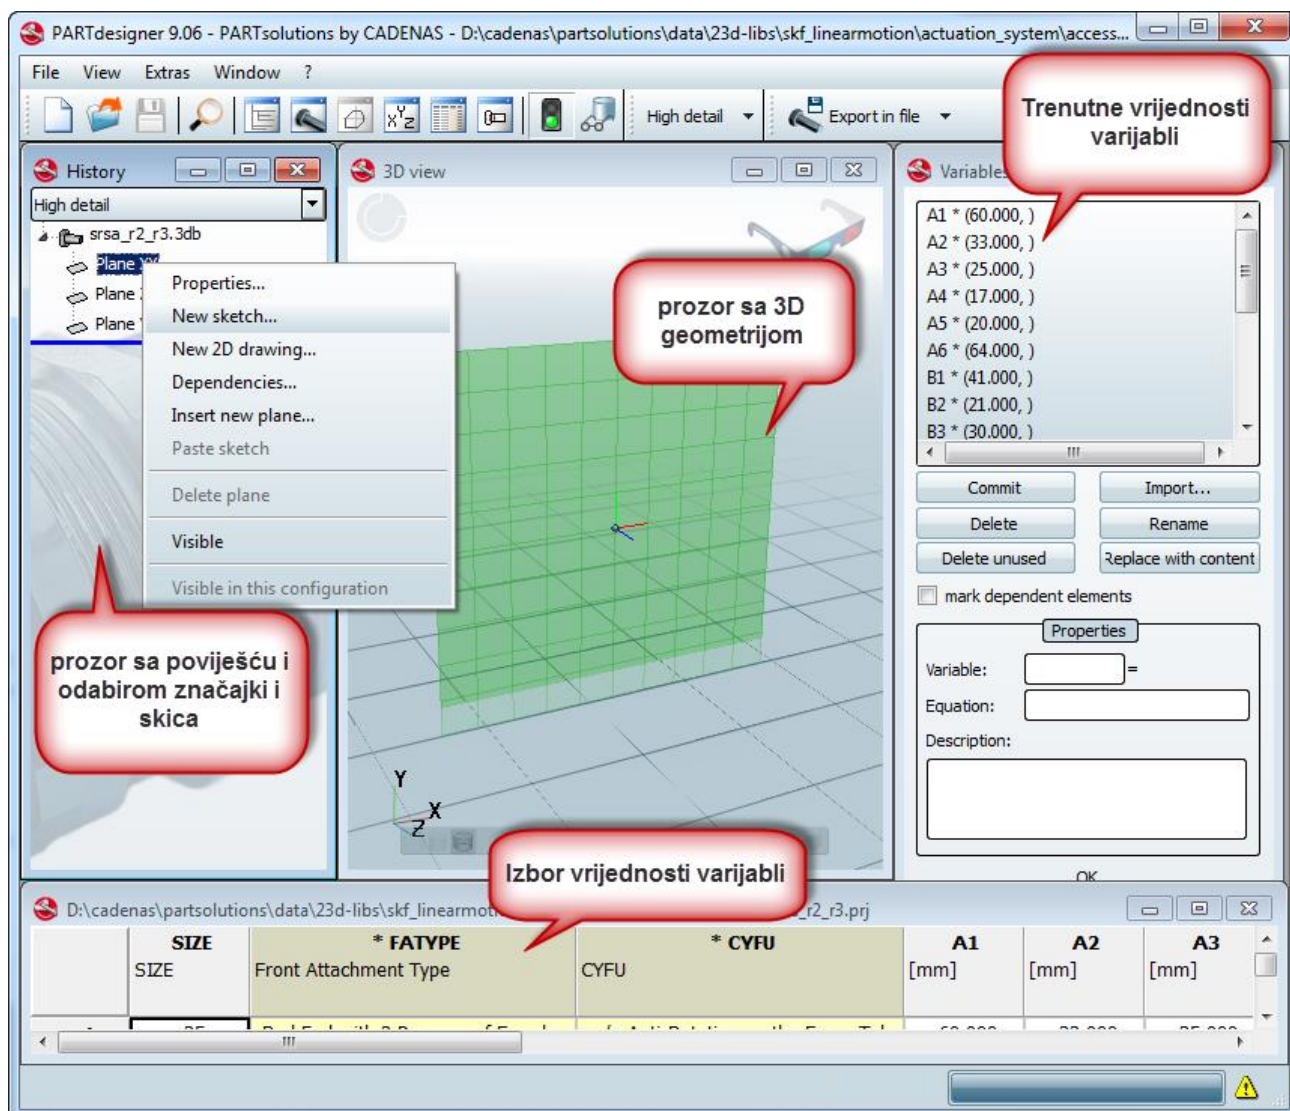 PARTdesigner 9.06 - PARTsolutions by CADENAS - D:\cadenas\partsolutions\data\23d-libs\skf_linearmotion\actuation_system\access...
File View Extras Window ?
High detail
Export in file
Trenutne vrijednosti
varijabli
History
High detail
srsa_r2_r3.3db
Plane XY
Plane
Plane
Properties...
New sketch...
New 2D drawing...
Dependencies...
Insert new plane...
Paste sketch
Delete plane
Visible
Visible in this configuration
prozor sa poviješću i
odabirom značajki i
skica
3D view
prozor sa 3D
geometrijom
Y
X
Z
Variables
A1 * (60.000, )
A2 * (33.000, )
A3 * (25.000, )
A4 * (17.000, )
A5 * (20.000, )
A6 * (64.000, )
B1 * (41.000, )
B2 * (21.000, )
B3 * (30.000, )
Commit Import...
Delete Rename
Delete unused Replace with content
mark dependent elements
Properties
Variable: =
Equation:
Description:
OK
Izbor vrijednosti varijabli
D:\cadenas\partsolutions\data\23d-libs\skf_linearmoti _r2_r3.prj
SIZE * FATYPE * CYFU A1 A2 A3
SIZE Front Attachment Type CYFU [mm] [mm] [mm]